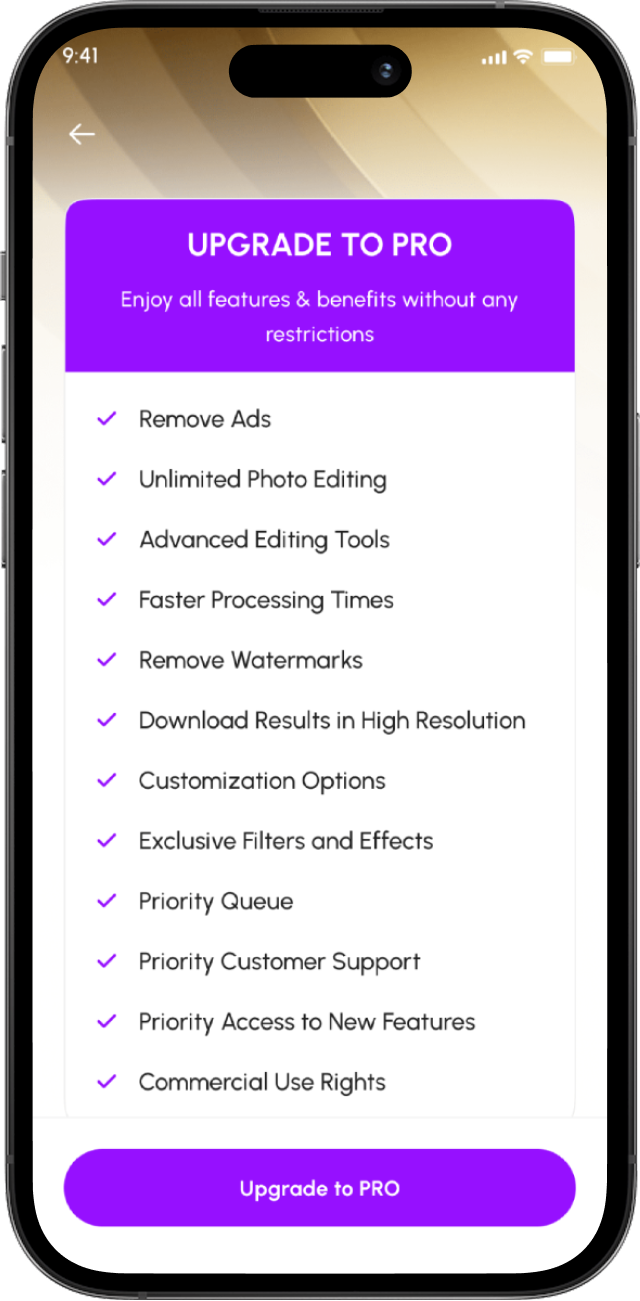 9:41
UPGRADE TO PRO
Enjoy all features & benefits without any
restrictions
Remove Ads
Unlimited Photo Editing
Advanced Editing Tools
Faster Processing Times
Remove Watermarks
Download Results in High Resolution
Customization Options
Exclusive Filters and Effects
Priority Queue
Priority Customer Support
Priority Access to New Features
Commercial Use Rights
Upgrade to PRO